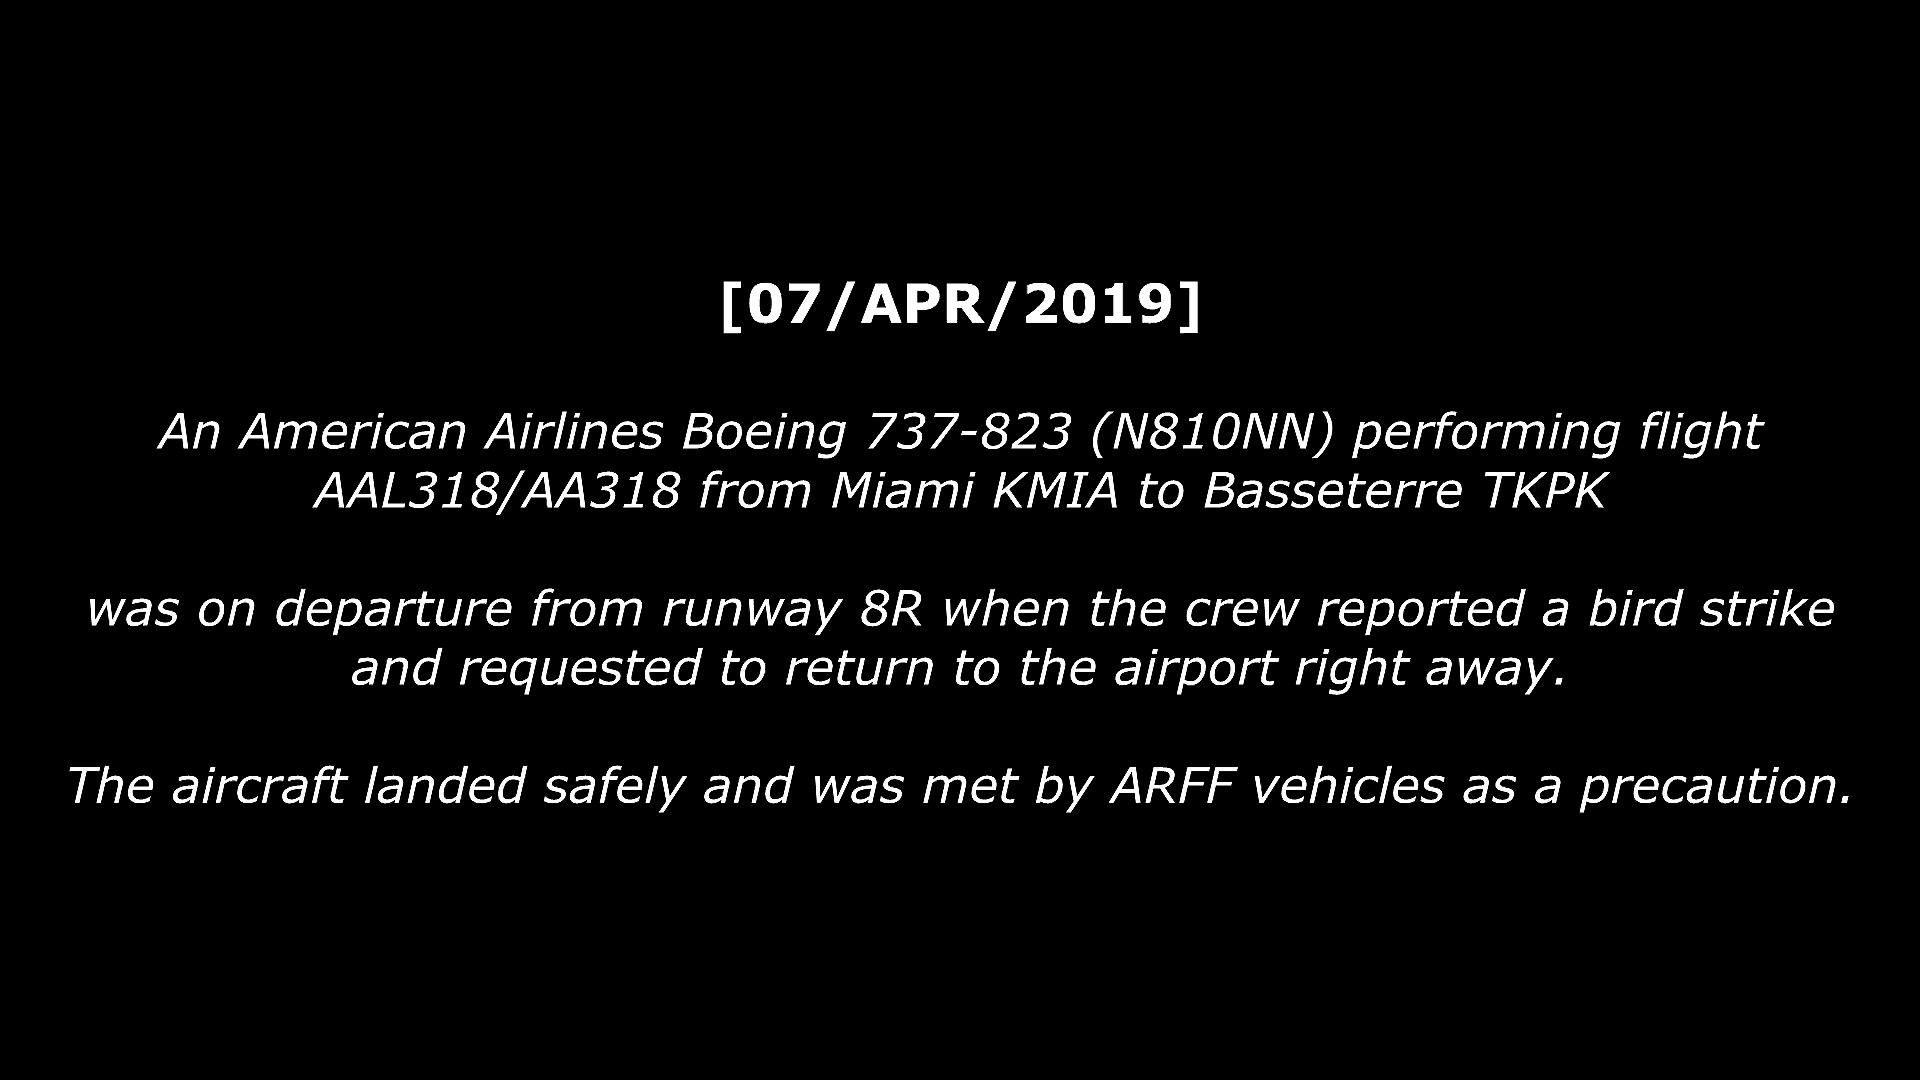 [07/APR/2019]
An American Airlines Boeing 737-823 (N810NN) performing flight
AAL318/AA318 from Miami KMIA to Basseterre TKPK
was on departure from runway 8R when the crew reported a bird strike
and requested to return to the airport right away.
The aircraft landed safely and was met by ARFF vehicles as a precaution.